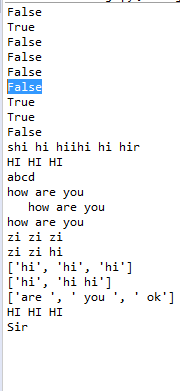 False
True
False
False
False
False
True
True
False
shi hi hiihi hi hir
HI HI HI
abcd
how are you
   how are you
how are you
zi zi zi
zi zi hi
['hi', 'hi', 'hi']
['hi', 'hi hi']
['are ', ' you ', ' ok']
HI HI HI
Sir